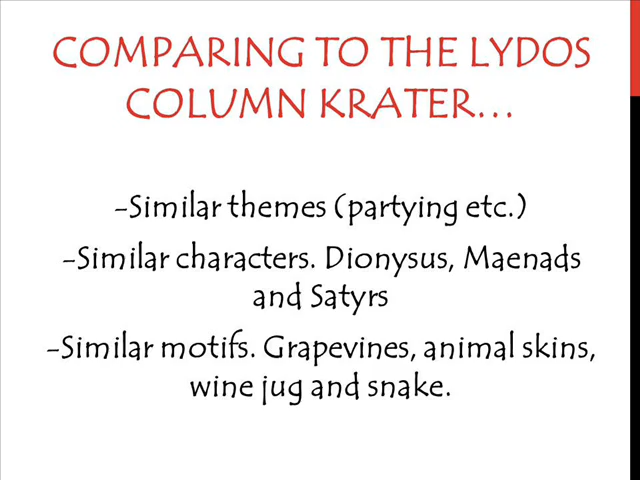 COMPARING TO THE LYDOS
COLUMN KRATER...
-Similar themes (partying etc.)
-Similar characters. Dionysus, Maenads
and Satyrs
-Similar motifs. Grapevines, animal skins,
wine jug and snake.